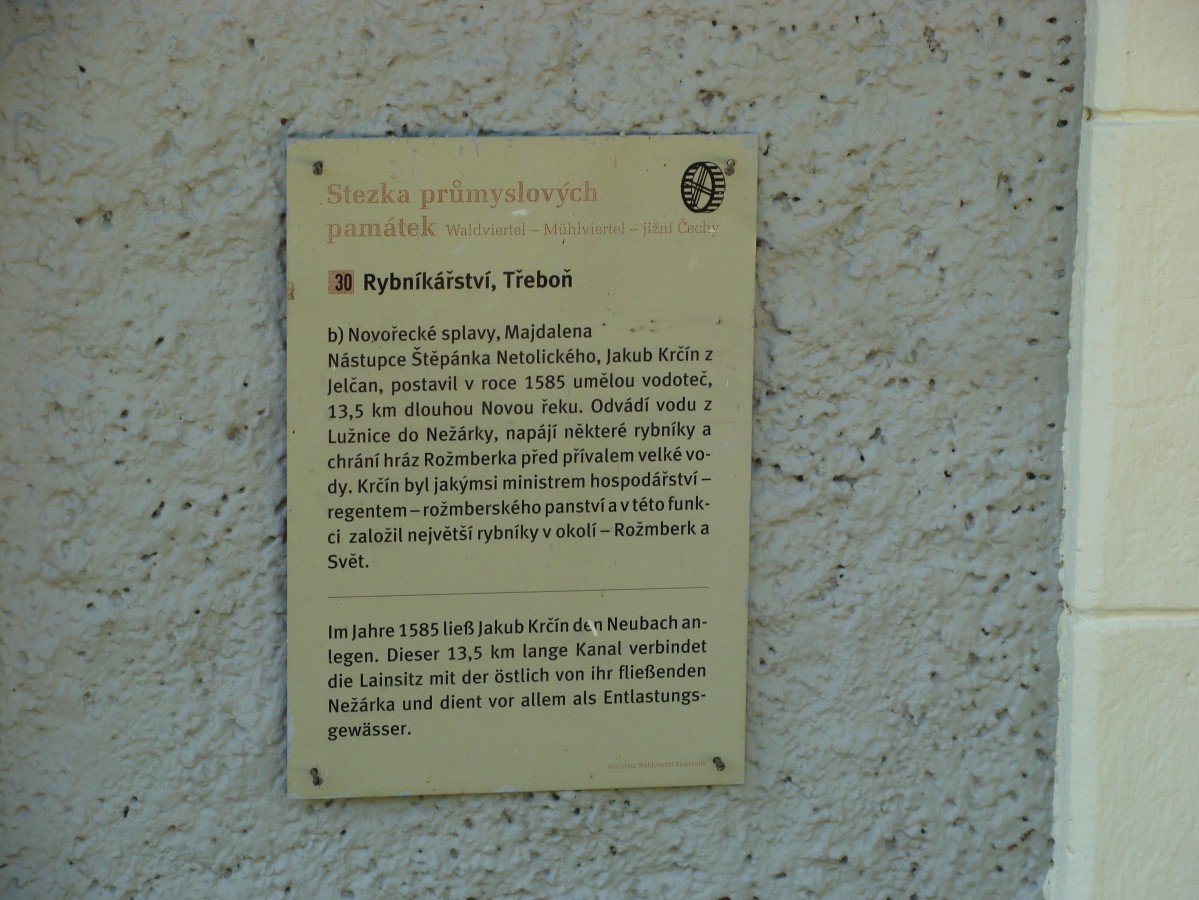 Stezka průmyslových
památek Waldviertel – Mühlviertel – jižní Čechy
30 Rybníkářství, Třeboň
b) Novořecké splavy, Majdalena
Nástupce Štěpánka Netolického, Jakub Krčín z
Jelčan, postavil v roce 1585 umělou vodoteč,
13,5 km dlouhou Novou řeku. Odvádí vodu z
Lužnice do Nežárky, napájí některé rybníky a
chrání hráz Rožmberka před přívalem velké vo-
dy. Krčín byl jakýmsi ministrem hospodářství –
regentem – rožmberského panství a v této funk-
ci založil největší rybníky v okolí – Rožmberk a
Svět.
Im Jahre 1585 ließ Jakub Krčín den Neubach an-
legen. Dieser 13,5 km lange Kanal verbindet
die Lainsitz mit der östlich von ihr fließenden
Nežárka und dient vor allem als Entlastungs-
gewässer.
Waldviertel Akademie